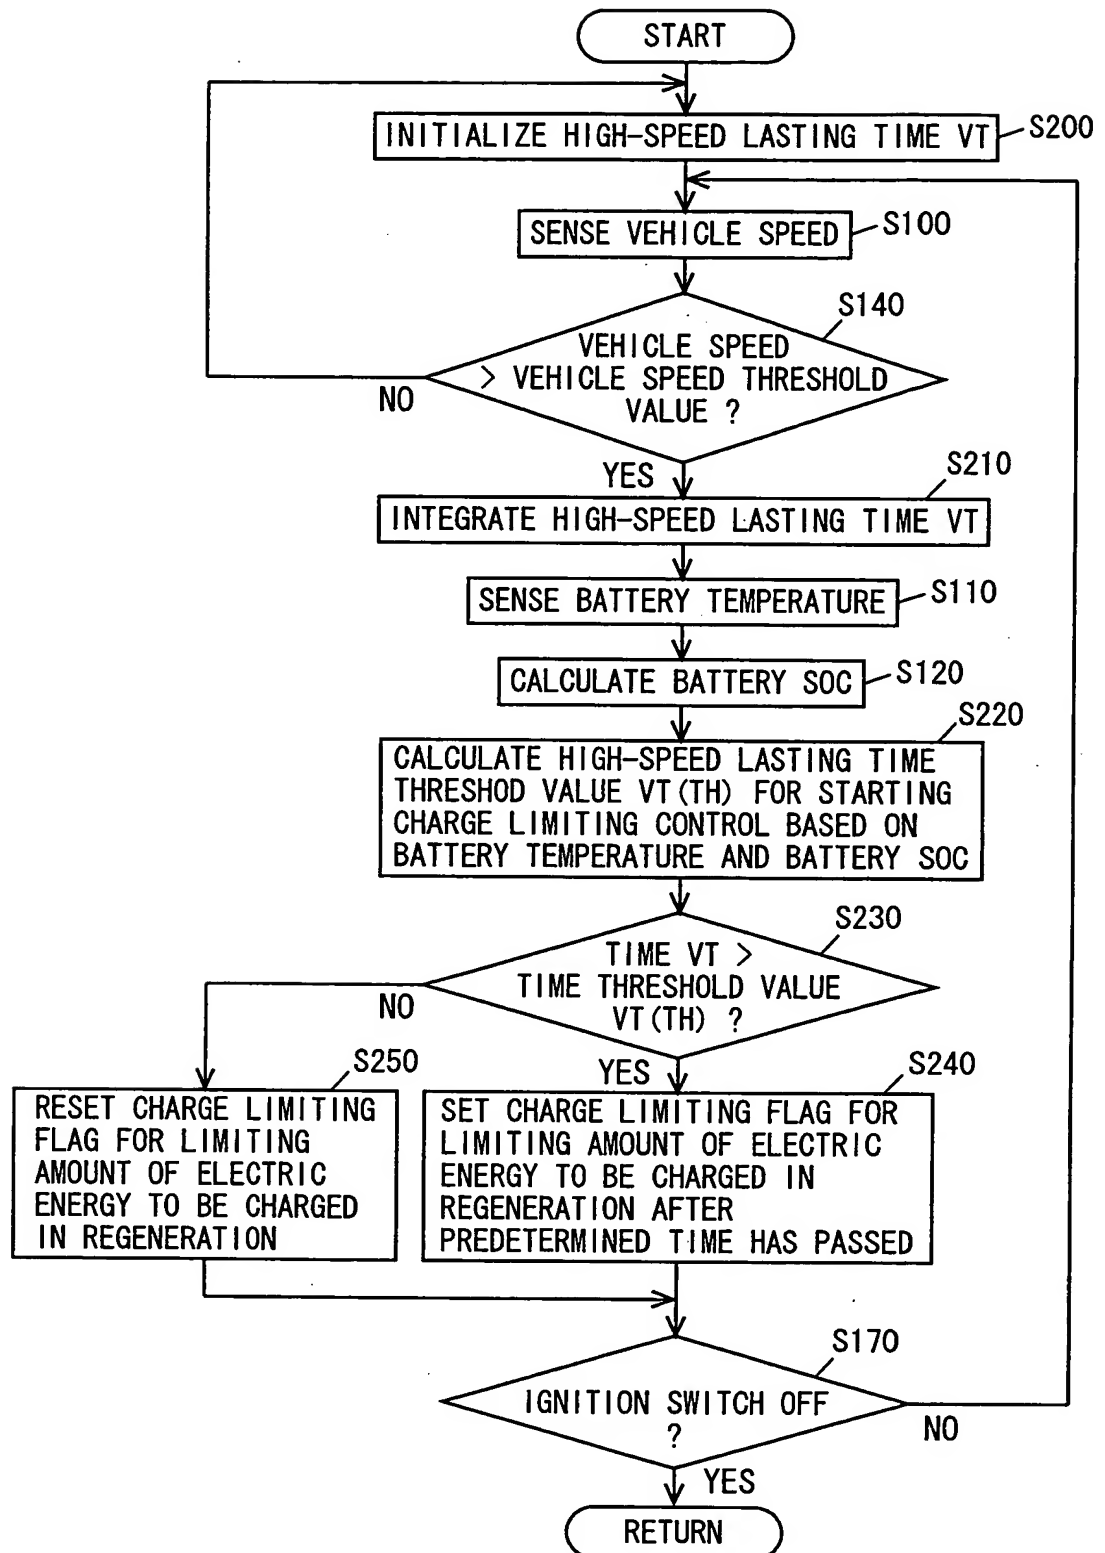 START
INITIALIZE HIGH-SPEED LASTING TIME VT
S200
SENSE VEHICLE SPEED
S100
S140
VEHICLE SPEED
> VEHICLE SPEED THRESHOLD
VALUE ?
NO
YES
S210
INTEGRATE HIGH-SPEED LASTING TIME VT
SENSE BATTERY TEMPERATURE
S110
CALCULATE BATTERY SOC
S120
S220
CALCULATE HIGH-SPEED LASTING TIME
THRESHOD VALUE VT(TH) FOR STARTING
CHARGE LIMITING CONTROL BASED ON
BATTERY TEMPERATURE AND BATTERY SOC
S230
TIME VT >
TIME THRESHOLD VALUE
VT(TH) ?
NO
YES
S250
RESET CHARGE LIMITING
FLAG FOR LIMITING
AMOUNT OF ELECTRIC
ENERGY TO BE CHARGED
IN REGENERATION
S240
SET CHARGE LIMITING FLAG FOR
LIMITING AMOUNT OF ELECTRIC
ENERGY TO BE CHARGED IN
REGENERATION AFTER
PREDETERMINED TIME HAS PASSED
S170
IGNITION SWITCH OFF
?
NO
YES
RETURN